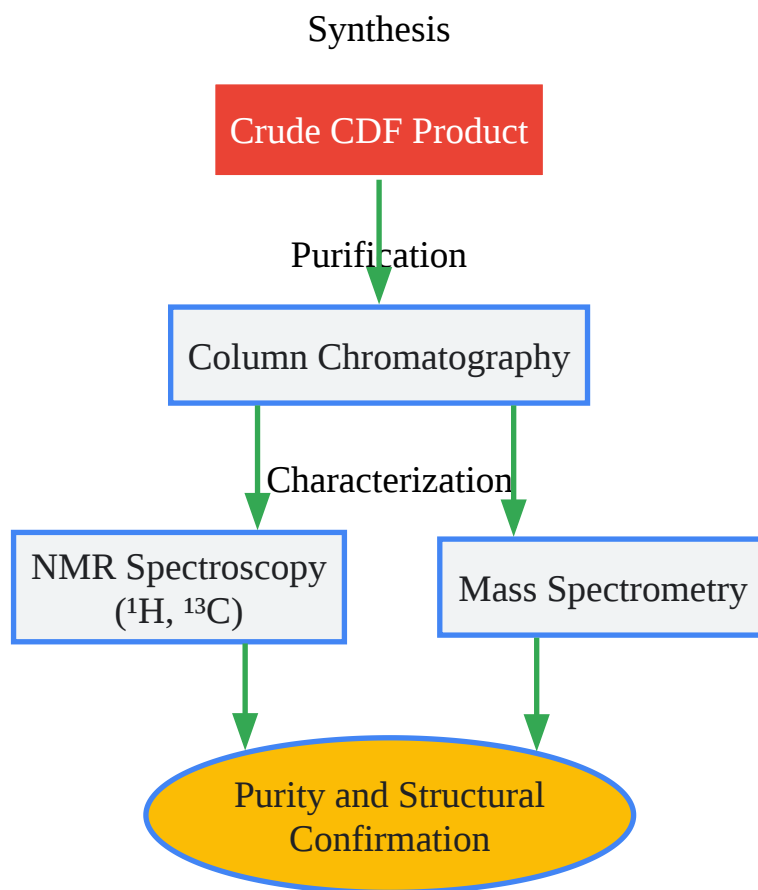 Synthesis
Crude CDF Product
Purification
Column Chromatography
Characterization
NMR Spectroscopy
(¹H, ¹³C)
Mass Spectrometry
Purity and Structural
Confirmation